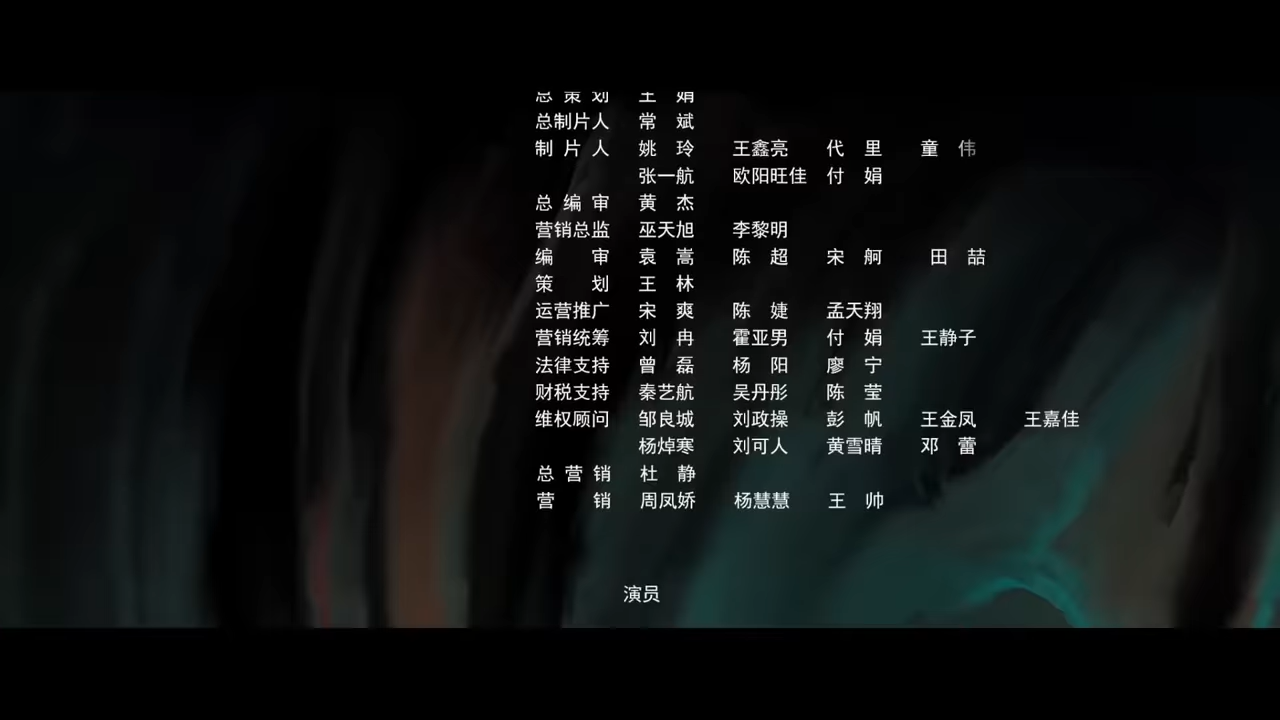 总策划 王娟
总制片人 常斌
制片人 姚玲 王鑫亮 代里 童伟
张一航 欧阳旺佳 付娟
总编审 黄杰
营销总监 巫天旭 李黎明
编审 袁嵩 陈超 宋舸 田喆
策划 王林
运营推广 宋爽 陈婕 孟天翔
营销统筹 刘冉 霍亚男 付娟 王静子
法律支持 曾磊 杨阳 廖宁
财税支持 秦艺航 吴丹彤 陈莹
维权顾问 邹良城 刘政操 彭帆 王金凤 王嘉佳
杨焯寒 刘可人 黄雪晴 邓蕾
总营销 杜静
营销 周凤娇 杨慧慧 王帅
演员